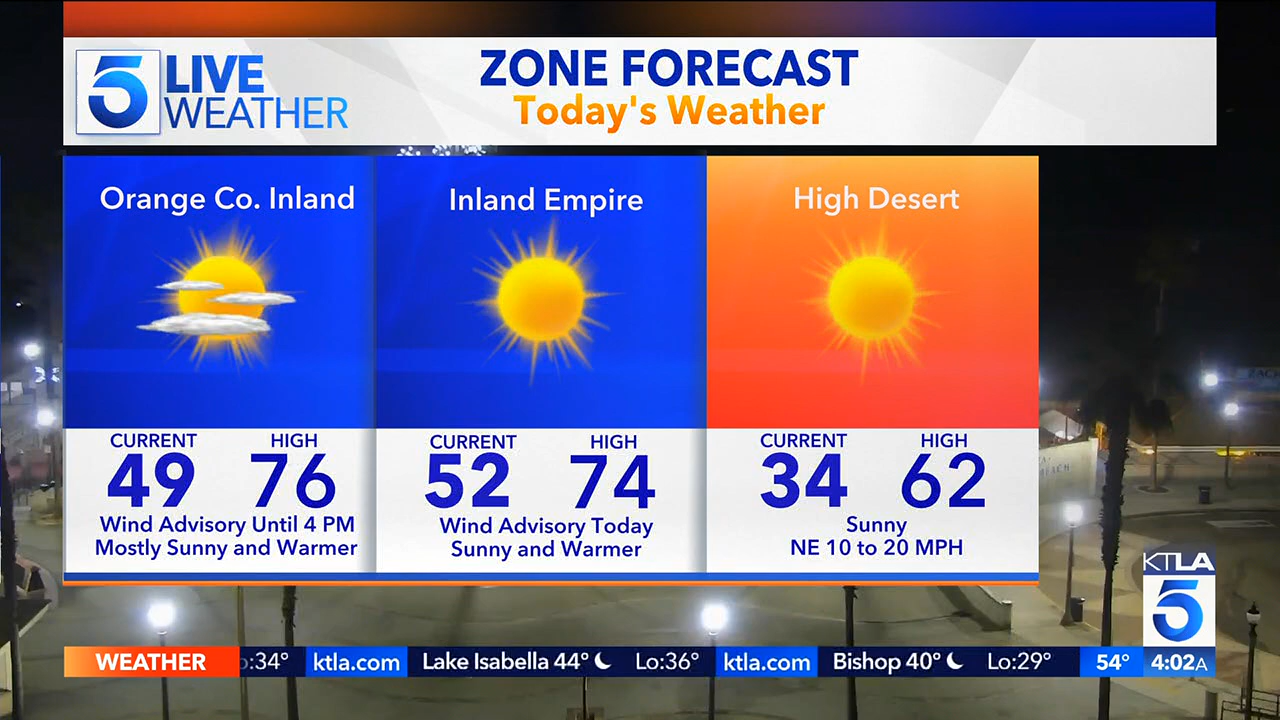 5 LIVE
WEATHER
ZONE FORECAST
Today's Weather
Orange Co. Inland
CURRENT HIGH
49 76
Wind Advisory Until 4 PM
Mostly Sunny and Warmer
Inland Empire
CURRENT HIGH
52 74
Wind Advisory Today
Sunny and Warmer
High Desert
CURRENT HIGH
34 62
Sunny
NE 10 to 20 MPH
BEACH
KTLA
5
WEATHER :34° ktla.com Lake Isabella 44° Lo:36° ktla.com Bishop 40° Lo:29° 54° 4:02A